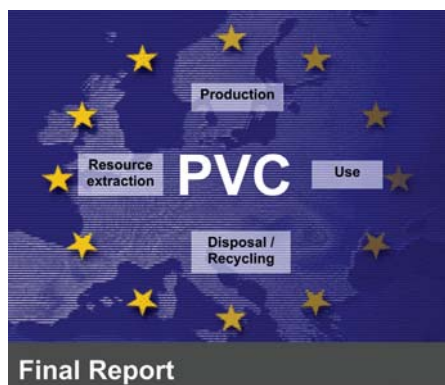 Production
Resource
extraction
PVC
Use
Disposal /
Recycling
Final Report